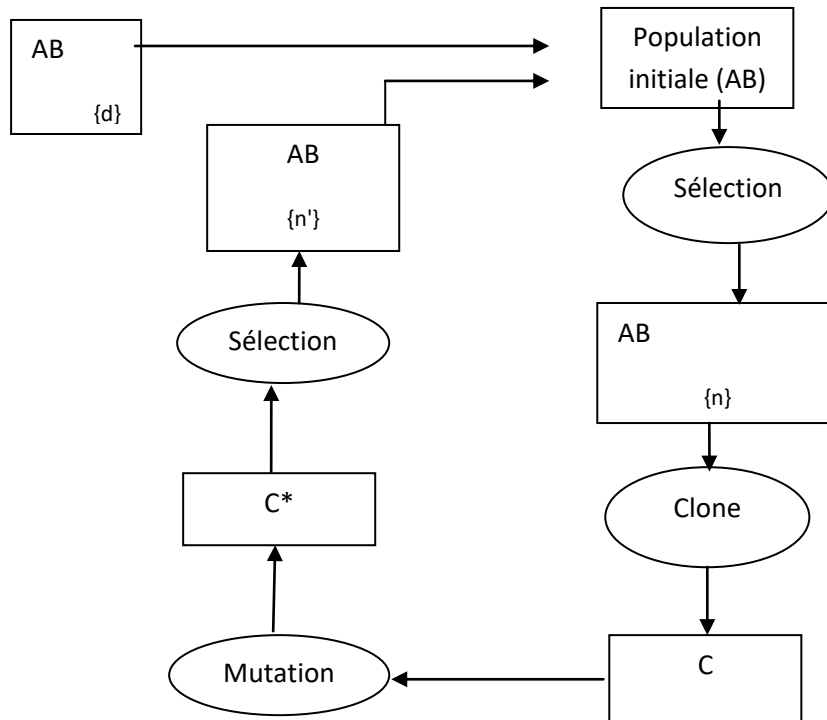 AB
{d}
Population
initiale (AB)
AB
{n'}
Sélection
Sélection
AB
{n}
C*
Clone
Mutation
C